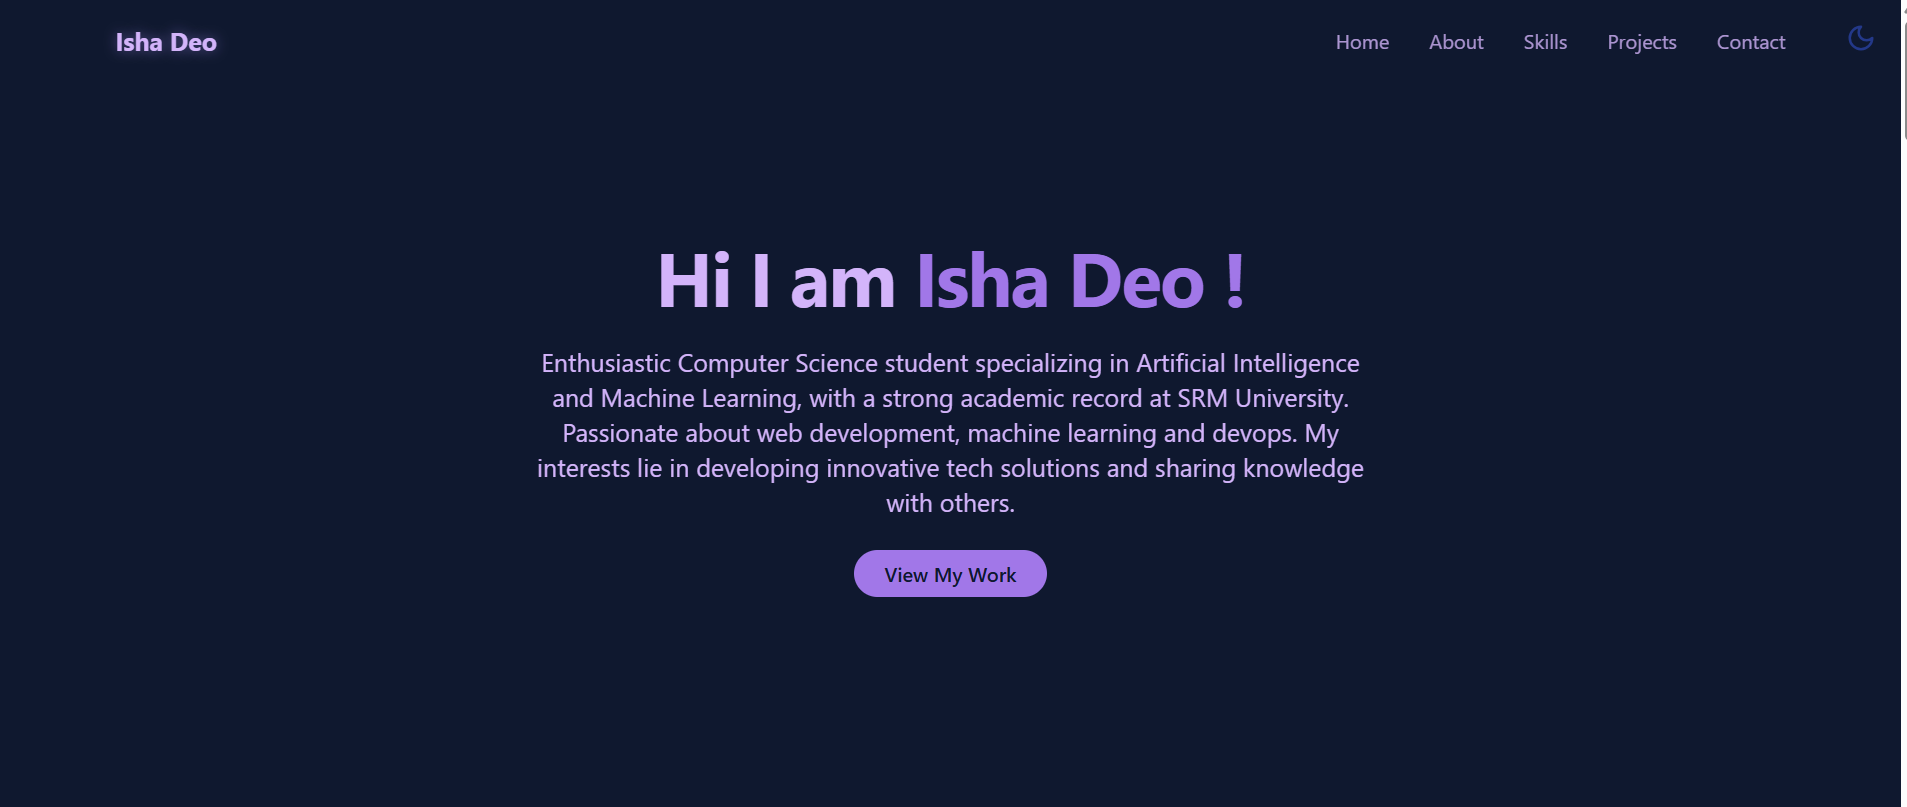 Isha Deo
Home About Skills Projects Contact
Hi I am Isha Deo !
Enthusiastic Computer Science student specializing in Artificial Intelligence
and Machine Learning, with a strong academic record at SRM University.
Passionate about web development, machine learning and devops. My
interests lie in developing innovative tech solutions and sharing knowledge
with others.
View My Work